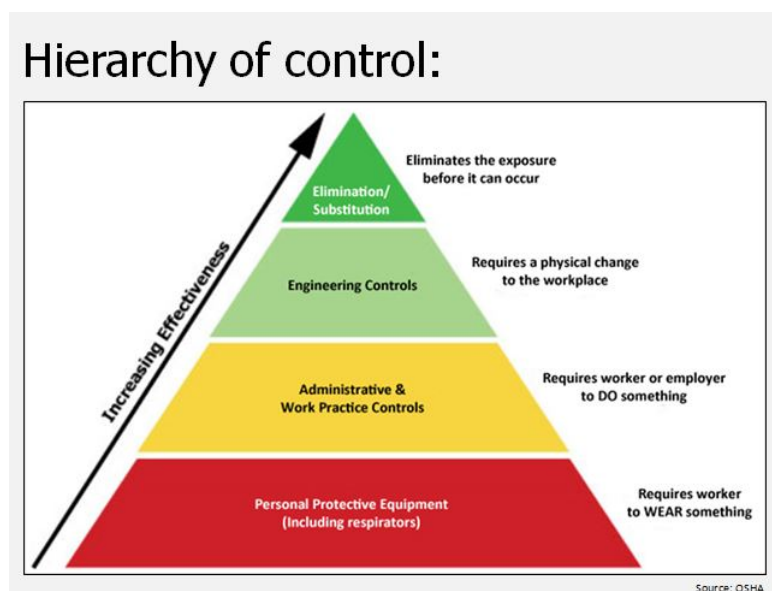 Hierarchy of control:
Eliminates the exposure
before it can occur
Elimination/
Substitution
Requires a physical change
to the workplace
Engineering Controls
Increasing Effectiveness
Requires worker or employer
to DO something
Administrative &
Work Practice Controls
Requires worker
to WEAR something
Personal Protective Equipment
(Including respirators)
Source: OSHA